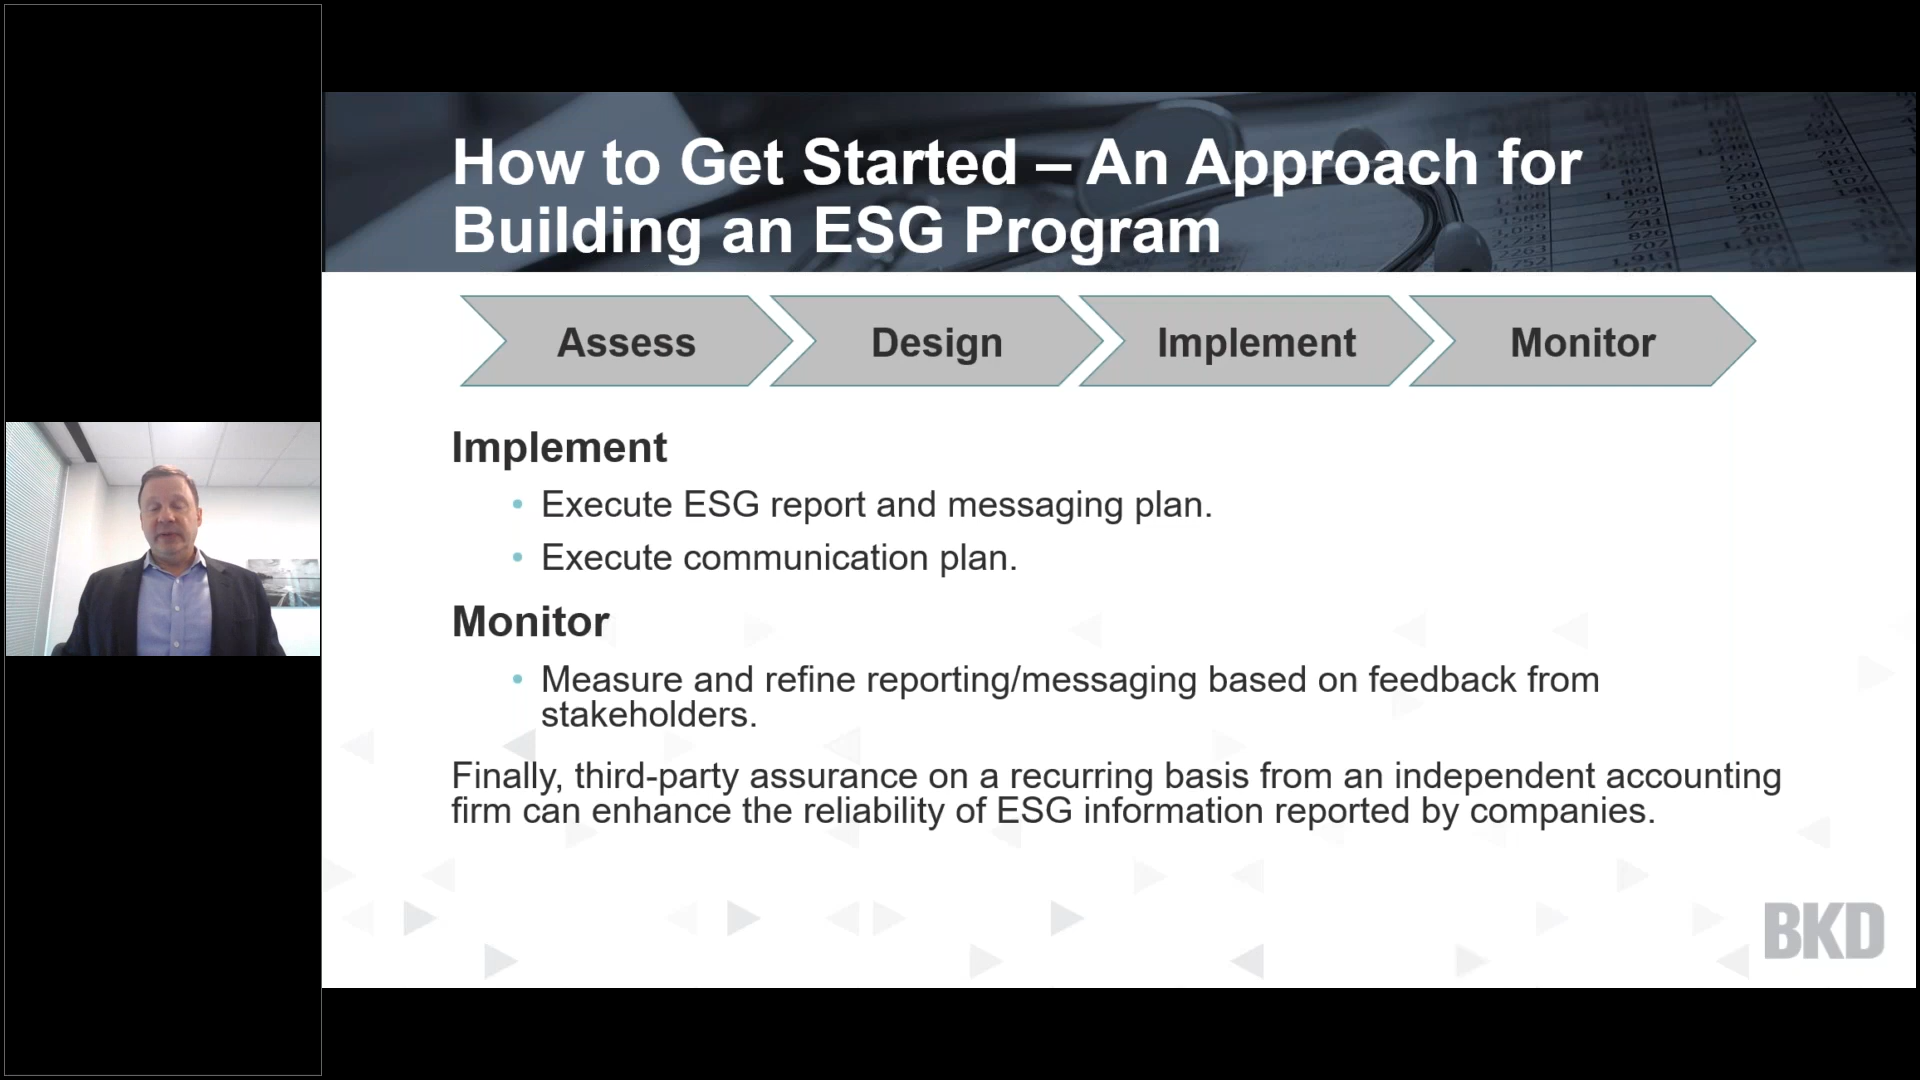 How to Get Started – An Approach for
Building an ESG Program
Assess
Design
Implement
Monitor
Implement
• Execute ESG report and messaging plan.
• Execute communication plan.
Monitor
• Measure and refine reporting/messaging based on feedback from
stakeholders.
Finally, third-party assurance on a recurring basis from an independent accounting
firm can enhance the reliability of ESG information reported by companies.
BKD